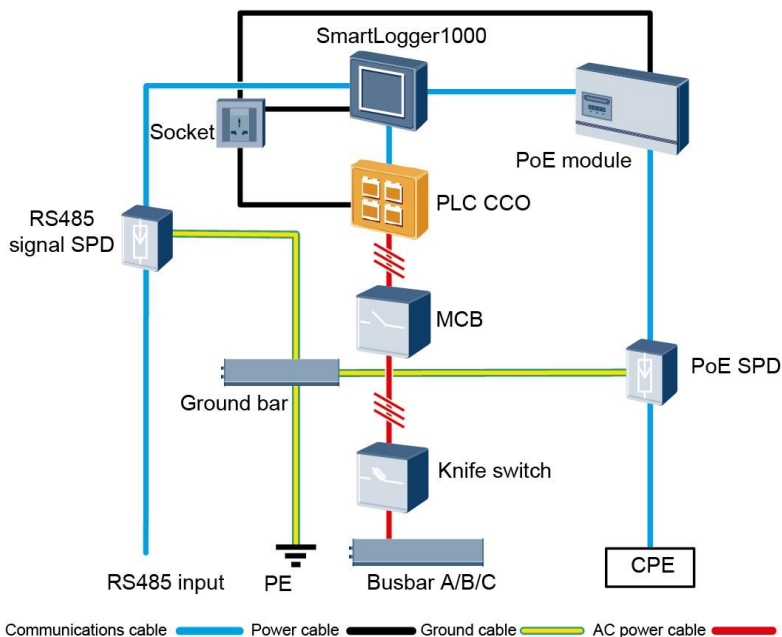 SmartLogger1000
Socket
PoE module
PLC CCO
RS485
signal SPD
MCB
PoE SPD
Ground bar
Knife switch
CPE
RS485 input
PE
Busbar A/B/C
Communications cable
Power cable
Ground cable
AC power cable